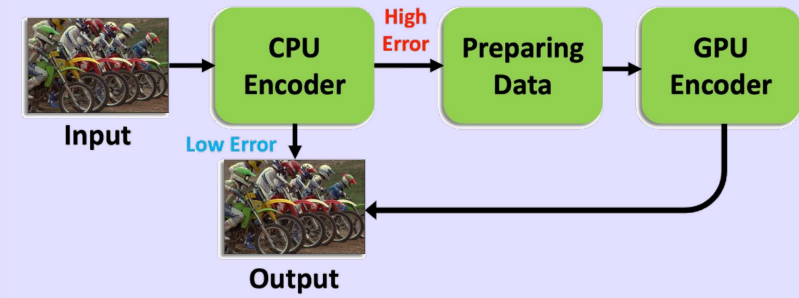 Input
CPU
Encoder
High
Error
Preparing
Data
GPU
Encoder
Low Error
Output